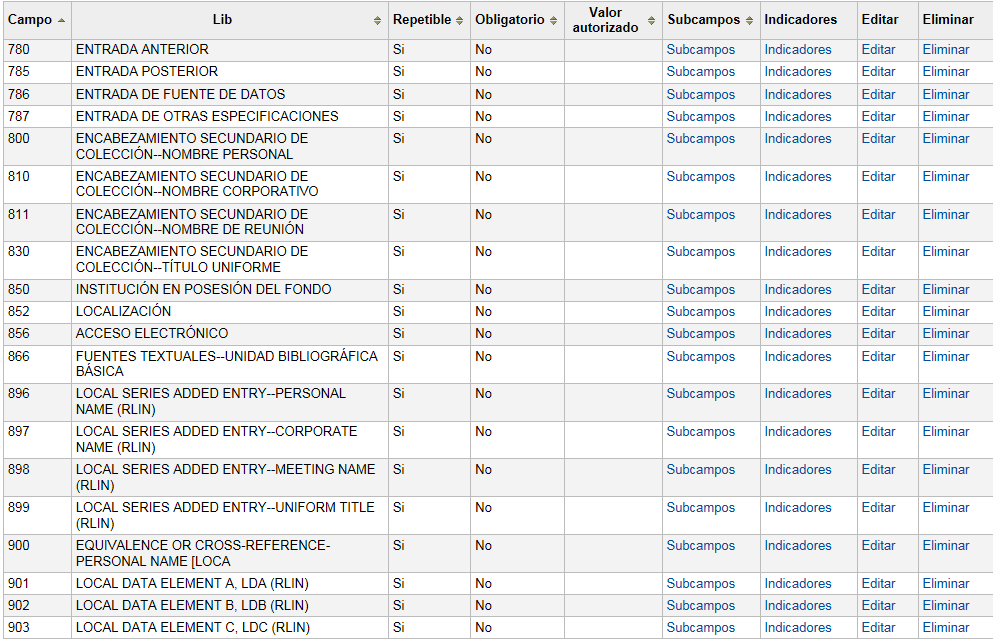 Campo Lib Repetible Obligatorio Valor autorizado Subcampos Indicadores Editar Eliminar
780 ENTRADA ANTERIOR Si No Subcampos Indicadores Editar Eliminar
785 ENTRADA POSTERIOR Si No Subcampos Indicadores Editar Eliminar
786 ENTRADA DE FUENTE DE DATOS Si No Subcampos Indicadores Editar Eliminar
787 ENTRADA DE OTRAS ESPECIFICACIONES Si No Subcampos Indicadores Editar Eliminar
800 ENCABEZAMIENTO SECUNDARIO DE Si No Subcampos Indicadores Editar Eliminar
COLECCIÓN--NOMBRE PERSONAL
810 ENCABEZAMIENTO SECUNDARIO DE Si No Subcampos Indicadores Editar Eliminar
COLECCIÓN--NOMBRE CORPORATIVO
811 ENCABEZAMIENTO SECUNDARIO DE Si No Subcampos Indicadores Editar Eliminar
COLECCIÓN--NOMBRE DE REUNIÓN
830 ENCABEZAMIENTO SECUNDARIO DE Si No Subcampos Indicadores Editar Eliminar
COLECCIÓN--TÍTULO UNIFORME
850 INSTITUCIÓN EN POSESIÓN DEL FONDO Si No Subcampos Indicadores Editar Eliminar
852 LOCALIZACIÓN Si No Subcampos Indicadores Editar Eliminar
856 ACCESO ELECTRÓNICO Si No Subcampos Indicadores Editar Eliminar
866 FUENTES TEXTUALES--UNIDAD BIBLIOGRÁFICA Si No Subcampos Indicadores Editar Eliminar
BÁSICA
896 LOCAL SERIES ADDED ENTRY--PERSONAL Si No Subcampos Indicadores Editar Eliminar
NAME (RLIN)
897 LOCAL SERIES ADDED ENTRY--CORPORATE Si No Subcampos Indicadores Editar Eliminar
NAME (RLIN)
898 LOCAL SERIES ADDED ENTRY--MEETING NAME Si No Subcampos Indicadores Editar Eliminar
(RLIN)
899 LOCAL SERIES ADDED ENTRY--UNIFORM TITLE Si No Subcampos Indicadores Editar Eliminar
(RLIN)
900 EQUIVALENCE OR CROSS-REFERENCE- Si No Subcampos Indicadores Editar Eliminar
PERSONAL NAME [LOCA
901 LOCAL DATA ELEMENT A, LDA (RLIN) Si No Subcampos Indicadores Editar Eliminar
902 LOCAL DATA ELEMENT B, LDB (RLIN) Si No Subcampos Indicadores Editar Eliminar
903 LOCAL DATA ELEMENT C, LDC (RLIN) Si No Subcampos Indicadores Editar Eliminar